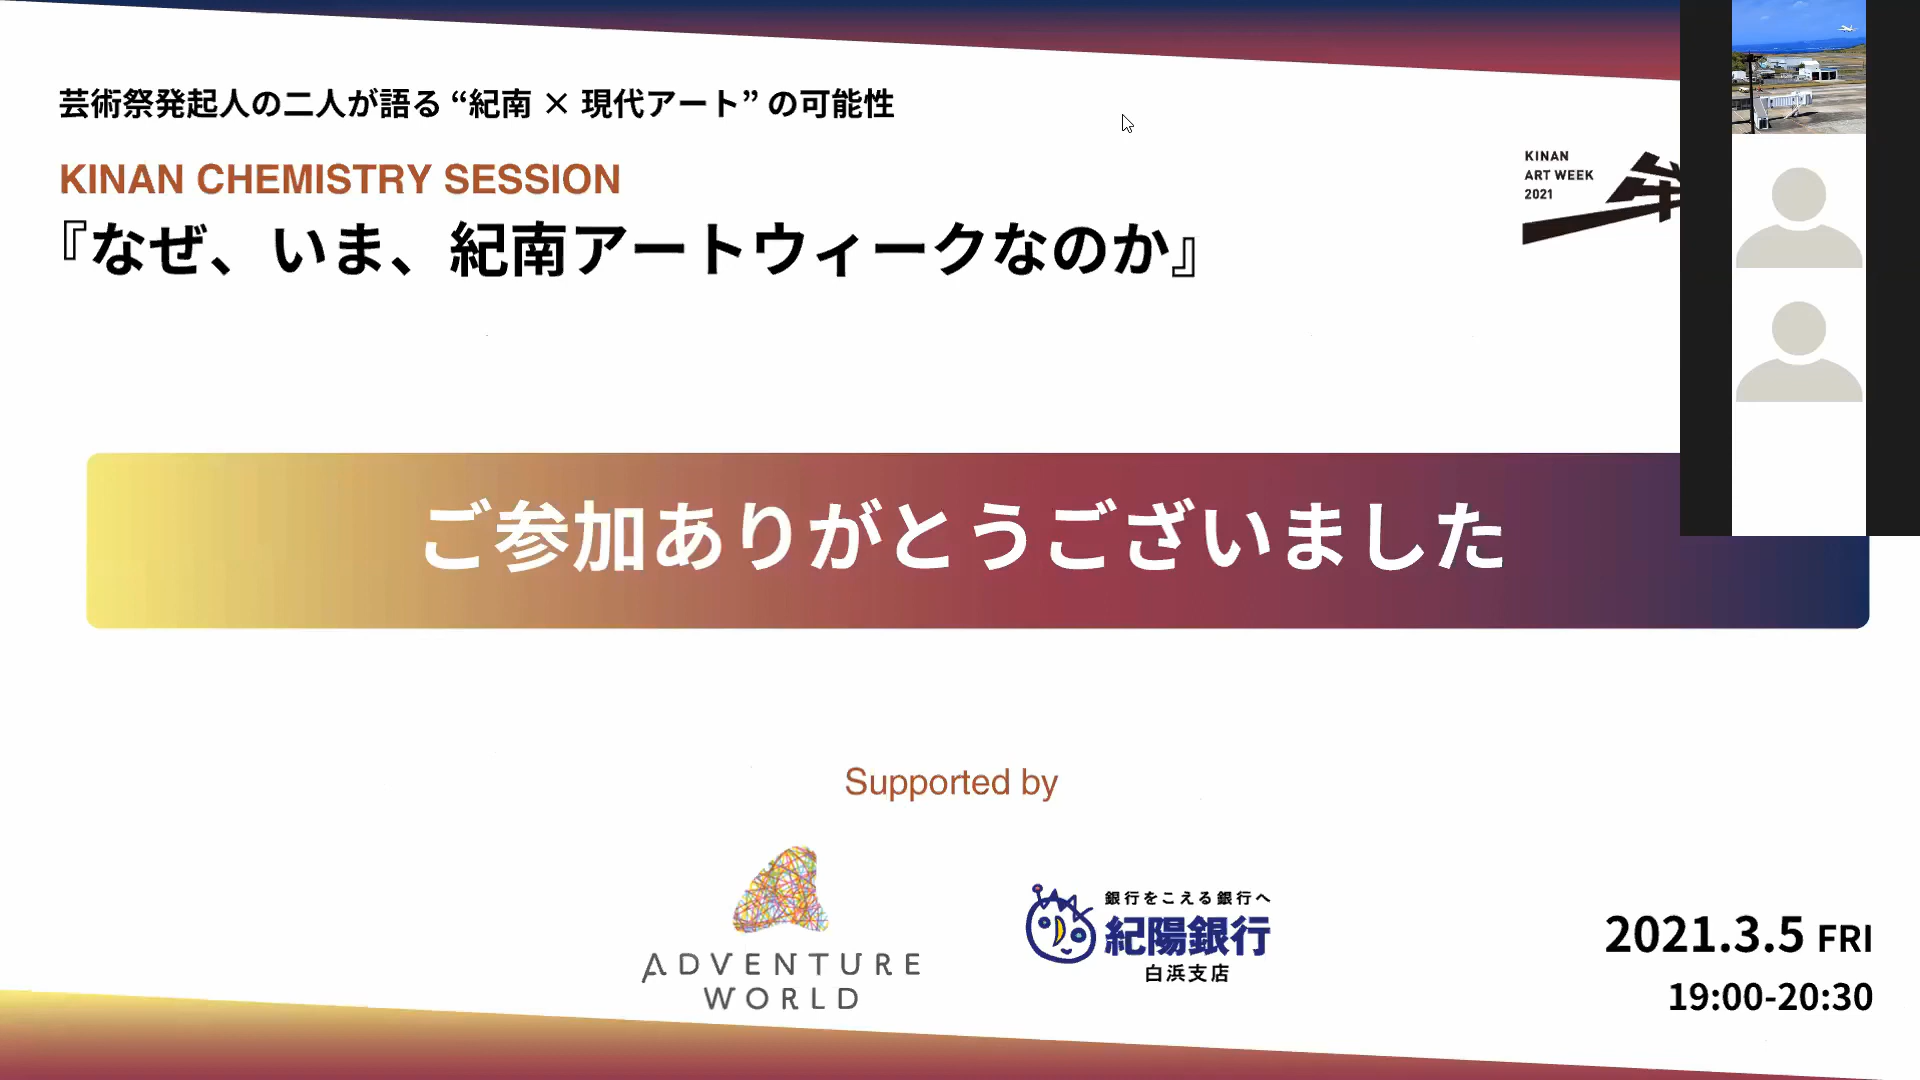 芸術祭発起人の二人が語る “紀南 × 現代アート” の可能性
KINAN CHEMISTRY SESSION
『なぜ、いま、紀南アートウィークなのか』
KINAN
ART WEEK
2021
ご参加ありがとうございました
Supported by
ADVENTURE
WORLD
銀行をこえる銀行へ
紀陽銀行
白浜支店
2021.3.5 FRI
19:00-20:30